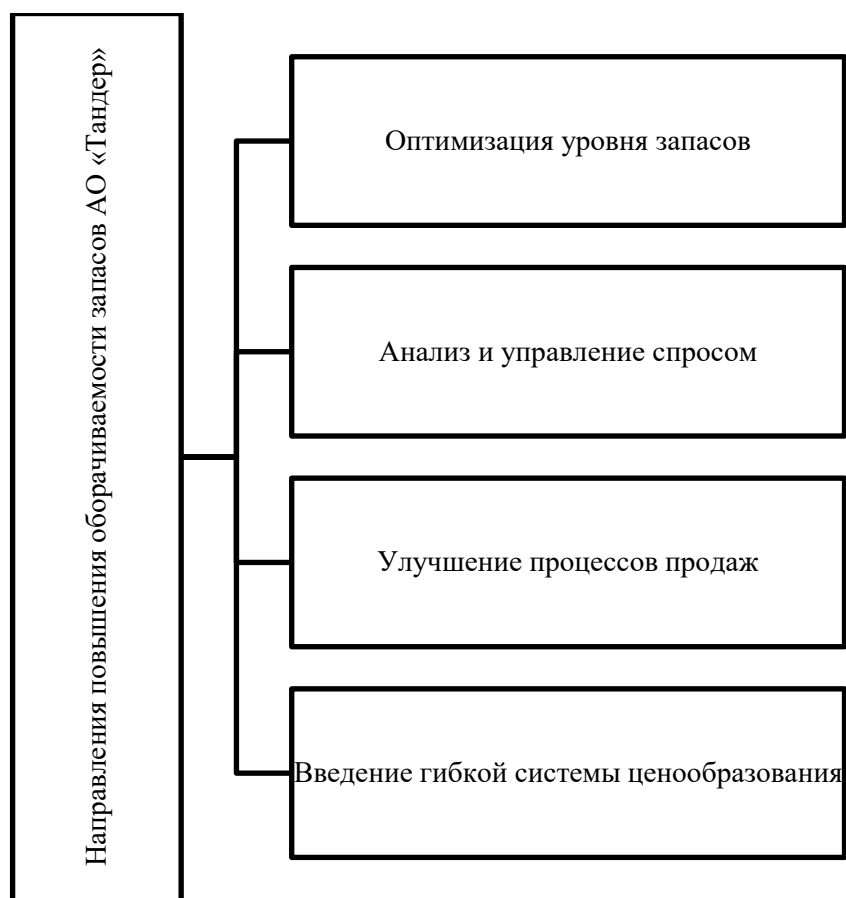 Направления повышения оборачиваемости запасов АО «Тандер»
Оптимизация уровня запасов
Анализ и управление спросом
Улучшение процессов продаж
Введение гибкой системы ценообразования